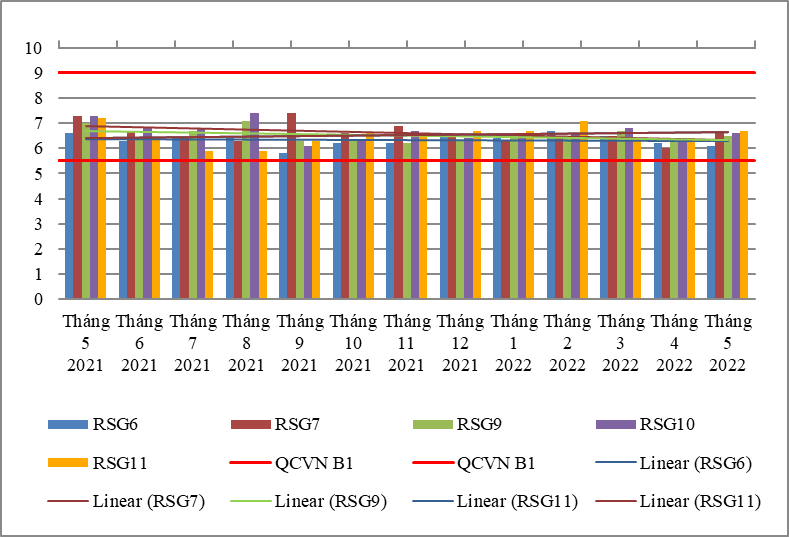 10
9
8
7
6
5
4
3
2
1
0
Tháng 5 2021
Tháng 6 2021
Tháng 7 2021
Tháng 8 2021
Tháng 9 2021
Tháng 10 2021
Tháng 11 2021
Tháng 12 2021
Tháng 1 2022
Tháng 2 2022
Tháng 3 2022
Tháng 4 2022
Tháng 5 2022
RSG6 RSG7 RSG9 RSG10
RSG11 QCVN B1 QCVN B1 Linear (RSG6)
Linear (RSG7) Linear (RSG9) Linear (RSG11) Linear (RSG11)